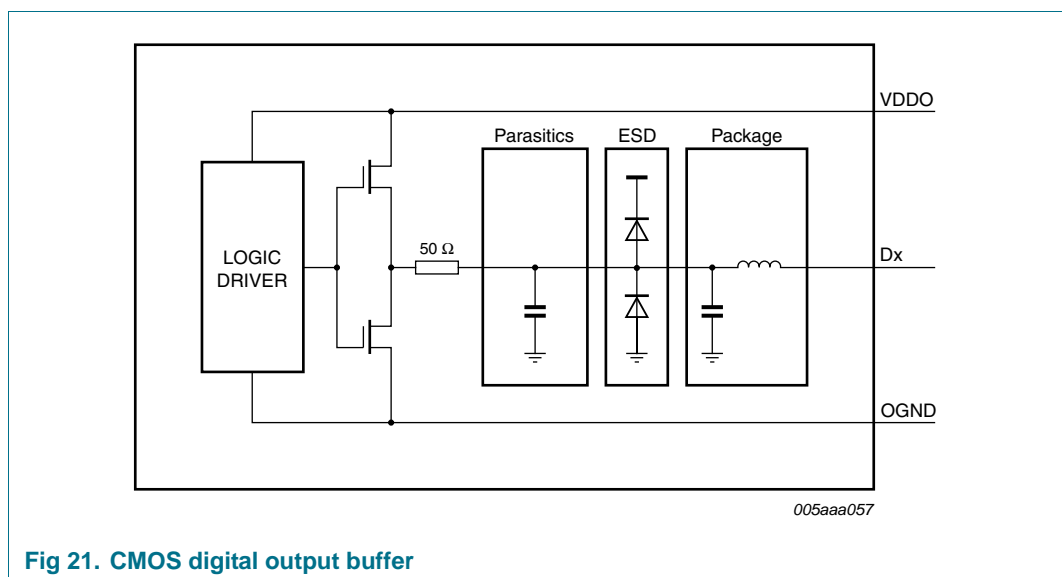 VDDO
Parasitics
ESD
Package
LOGIC
DRIVER
50 Ω
Dx
OGND
005aaa057
Fig 21. CMOS digital output buffer